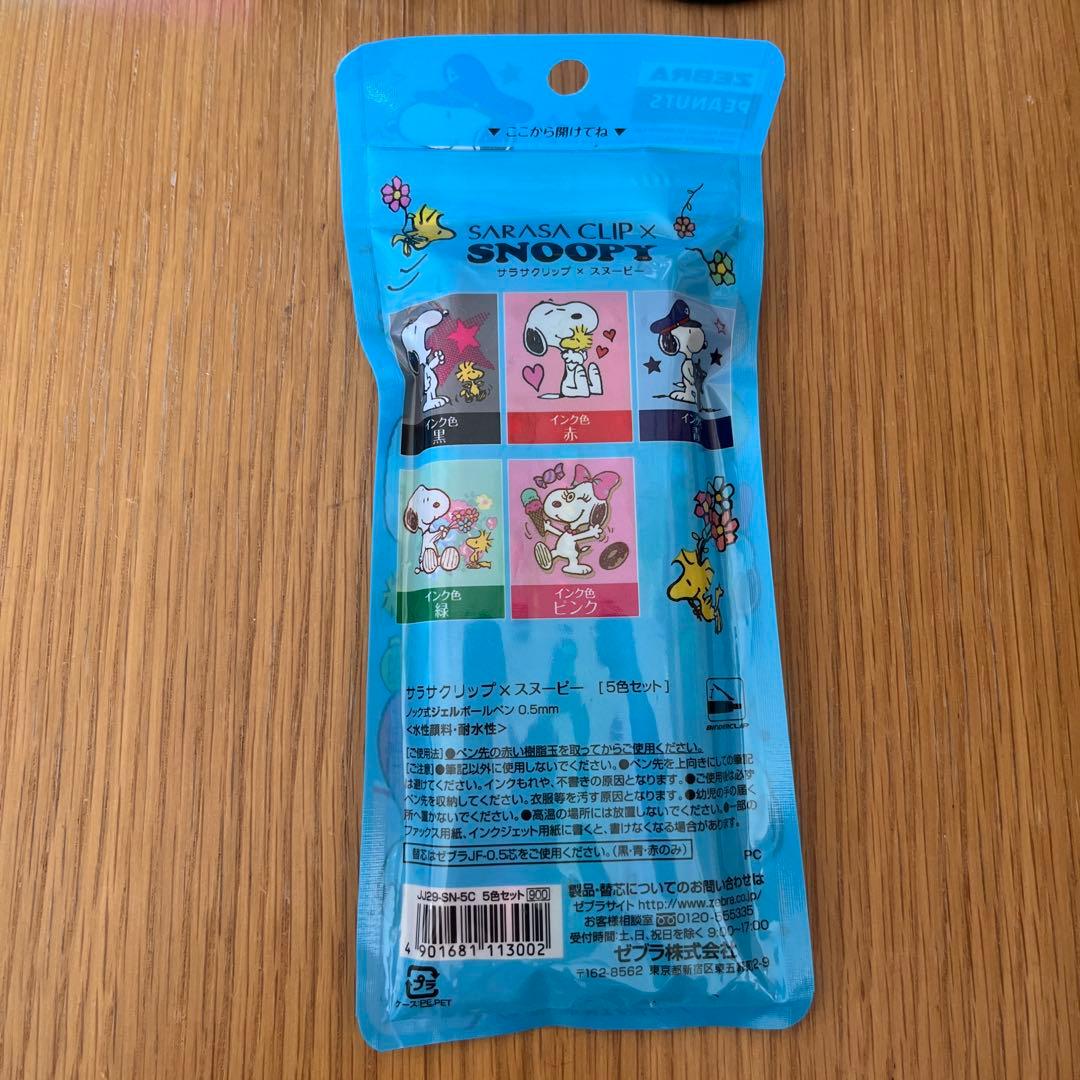 ZEBRA
PEANUTS
▼ ここから開けてね ▼
SARASA CLIP ×
SNOOPY
サラサクリップ × スヌーピー
インク色
黒
インク色
赤
インク
青
インク色
緑
インク色
ピンク
サラサクリップ×スヌーピー [5色セット]
ノック式ジェルボールペン 0.5mm
<水性顔料・耐水性>
BINDERCLIP
[ご使用法]●ペン先の赤い樹脂玉を取ってからご使用ください。
[ご注意]●筆記以外に使用しないでください。●ペン先を上向きにしての筆記
は避けてください。インクもれや、不書きの原因となります。●ご使用後は必ず
ペン先を収納してください。衣服等を汚す原因となります。●幼児の手の届く
所へ置かないでください。●高温の場所には放置しないでください。●一部の
ファックス用紙、インクジェット用紙に書くと、書けなくなる場合があります。
替芯はゼブラJF-0.5芯をご使用ください。(黒・青・赤のみ)
PC
JJ29-SN-5C 5色セット 900
4 901681 113002
製品・替芯についてのお問い合わせは
ゼブラサイト http://www.zebra.co.jp/
お客様相談室 0120-555335
受付時間:土、日、祝日を除く 9:00~17:00
ゼブラ株式会社
〒162-8562 東京都新宿区東五軒町2-9
プラ
ケース:PE,PET